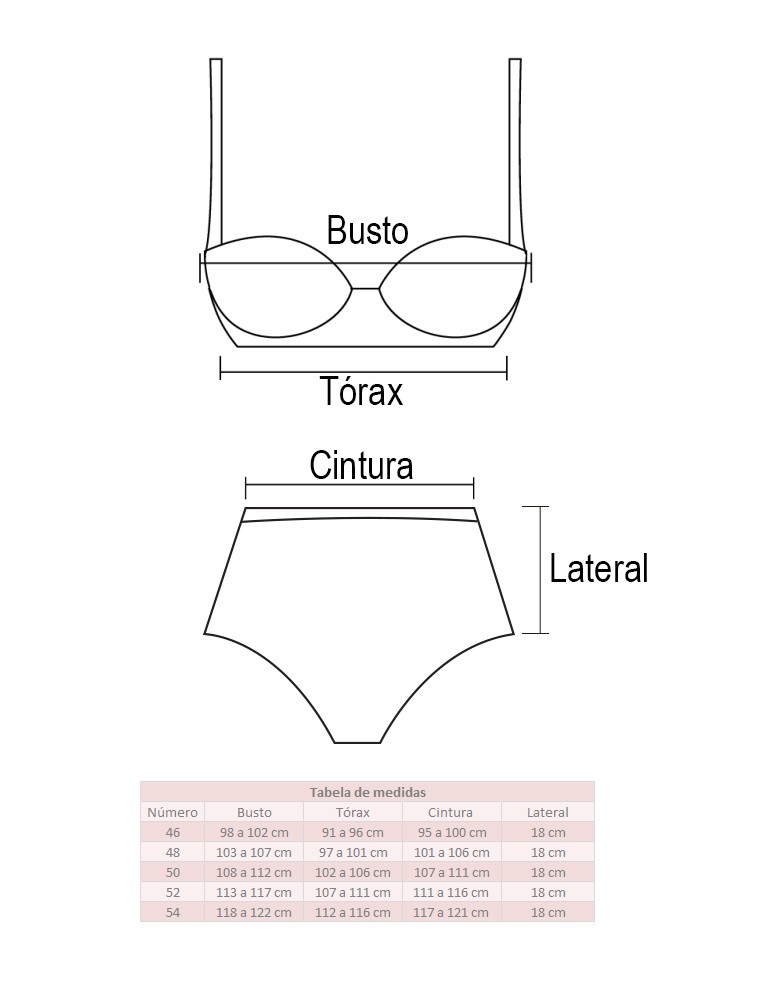 Busto
Tórax
Cintura
Lateral
Tabela de medidas
Número Busto Tórax Cintura Lateral
46 98 a 102 cm 91 a 96 cm 95 a 100 cm 18 cm
48 103 a 107 cm 97 a 101 cm 101 a 106 cm 18 cm
50 108 a 112 cm 102 a 106 cm 107 a 111 cm 18 cm
52 113 a 117 cm 107 a 111 cm 111 a 116 cm 18 cm
54 118 a 122 cm 112 a 116 cm 117 a 121 cm 18 cm